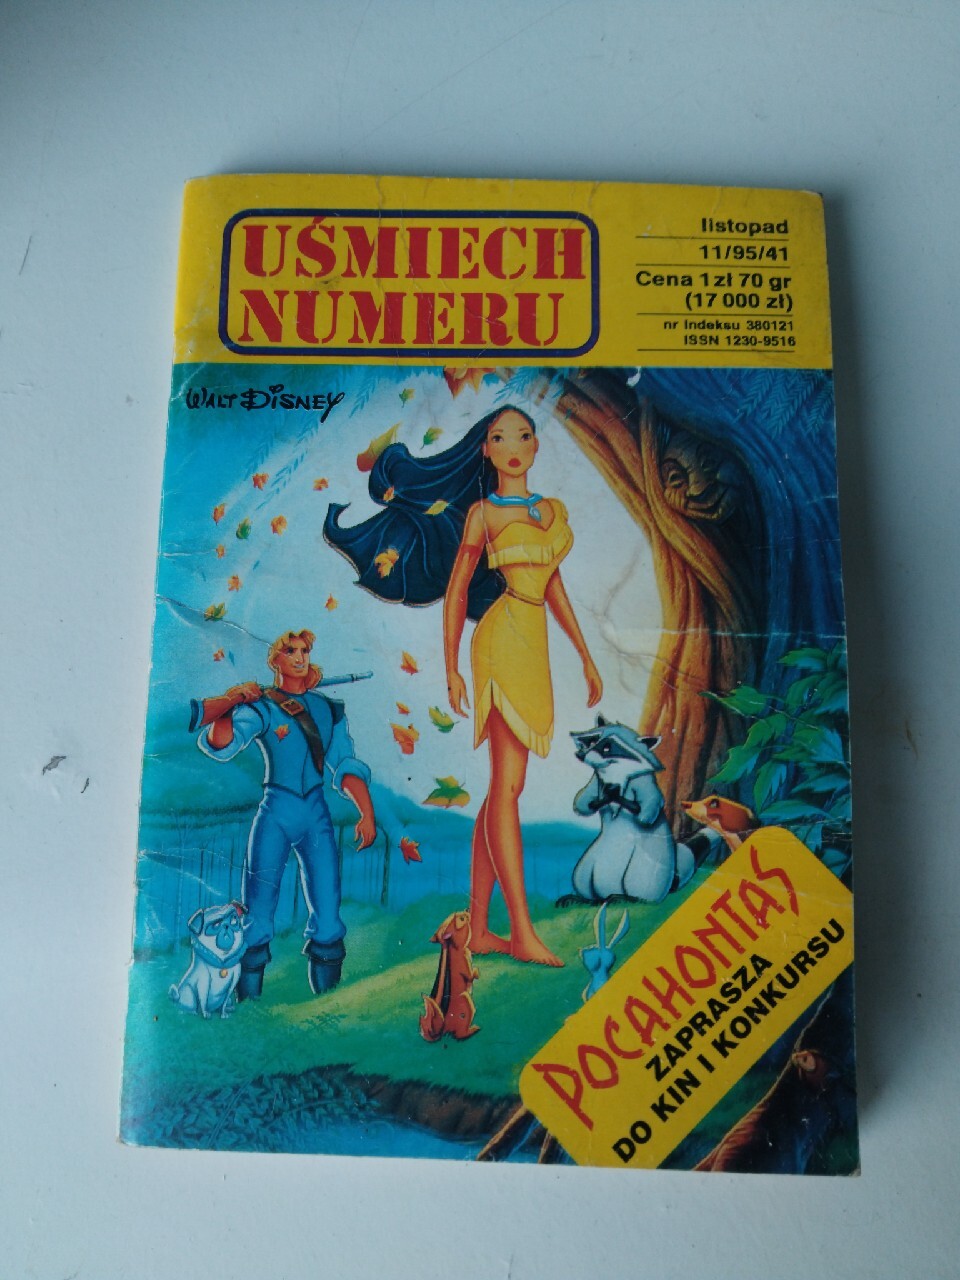 UŚMIECH
NUMERU
listopad
11/95/41
Cena 1 zł 70 gr
(17 000 zł)
nr Indeksu 380121
ISSN 1230-9516
WALT DISNEY
POCAHONTAS
ZAPRASZA
DO KIN I KONKURSU